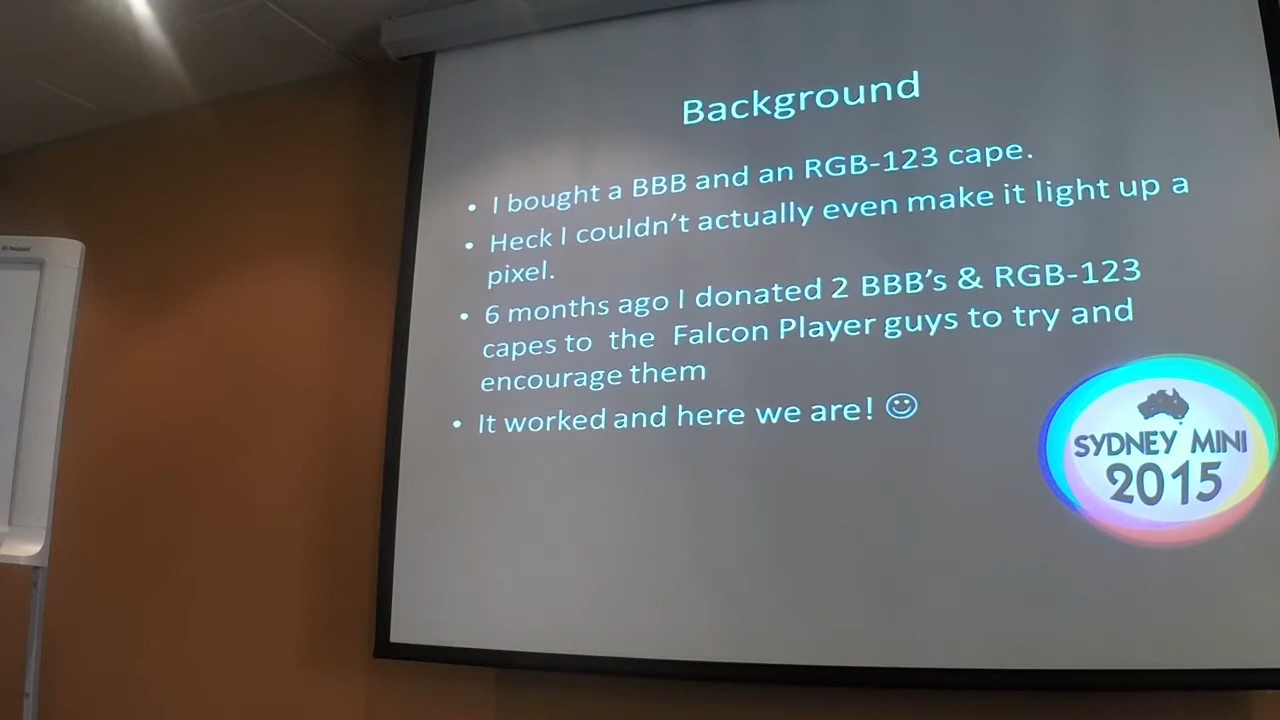 Background
• I bought a BBB and an RGB-123 cape.
• Heck I couldn't actually even make it light up a
pixel.
• 6 months ago I donated 2 BBB's & RGB-123
capes to the Falcon Player guys to try and
encourage them
• It worked and here we are! ☺
SYDNEY MINI
2015